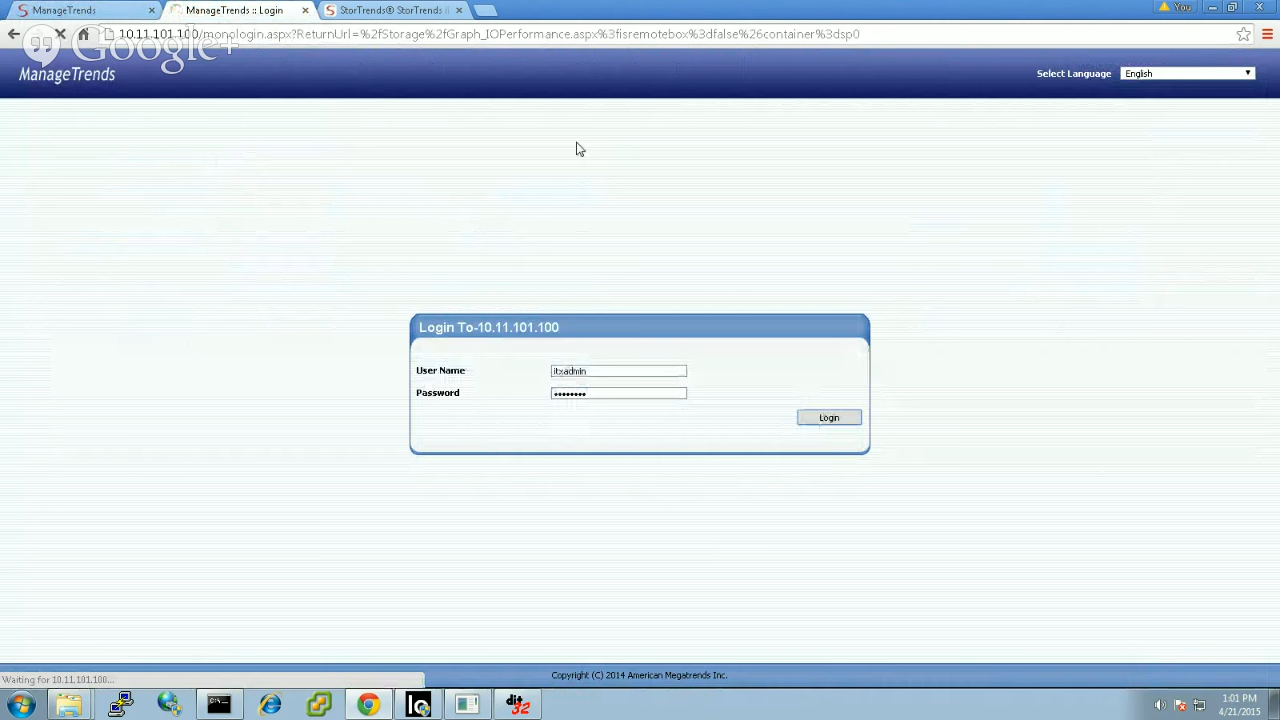 ManageTrends
ManageTrends :: Login
StorTrends® StorTrends i
You
10.11.101.100/monologin.aspx?ReturnUrl=%2fStorage%2fGraph_IOPerformance.aspx%3fisremotebox%3dfalse%26container%3dsp0
Google+
ManageTrends
Select Language
English
Login To-10.11.101.100
User Name
itxadmin
Password
Login
Copyright (C) 2014 American Megatrends Inc.
Waiting for 10.11.101.100...
1:01 PM
4/21/2015